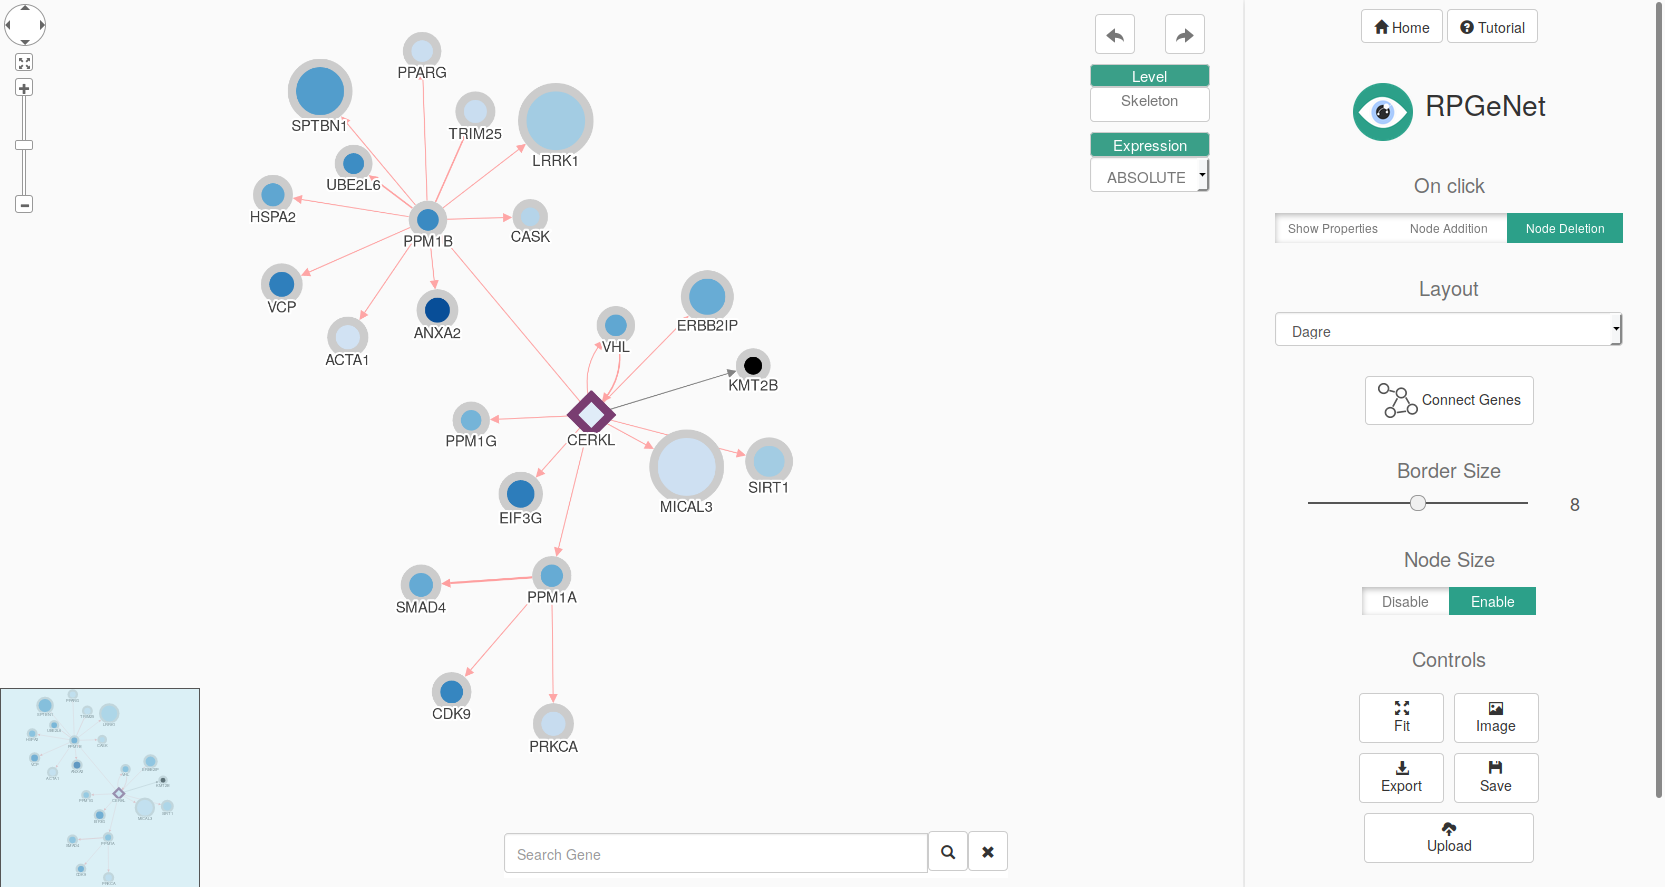 PPARG
SPTBN1
TRIM25
LRRK1
UBE2L6
HSPA2
PPM1B
CASK
VCP
ANXA2
ACTA1
ERBB2IP
VHL
KMT2B
PPM1G
CERKL
SIRT1
MICAL3
EIF3G
PPM1A
SMAD4
CDK9
PRKCA
Level
Skeleton
Expression
ABSOLUTE
Search Gene
Home
Tutorial
RPGeNet
On click
Show Properties
Node Addition
Node Deletion
Layout
Dagre
Connect Genes
Border Size
8
Node Size
Disable
Enable
Controls
Fit
Image
Export
Save
Upload